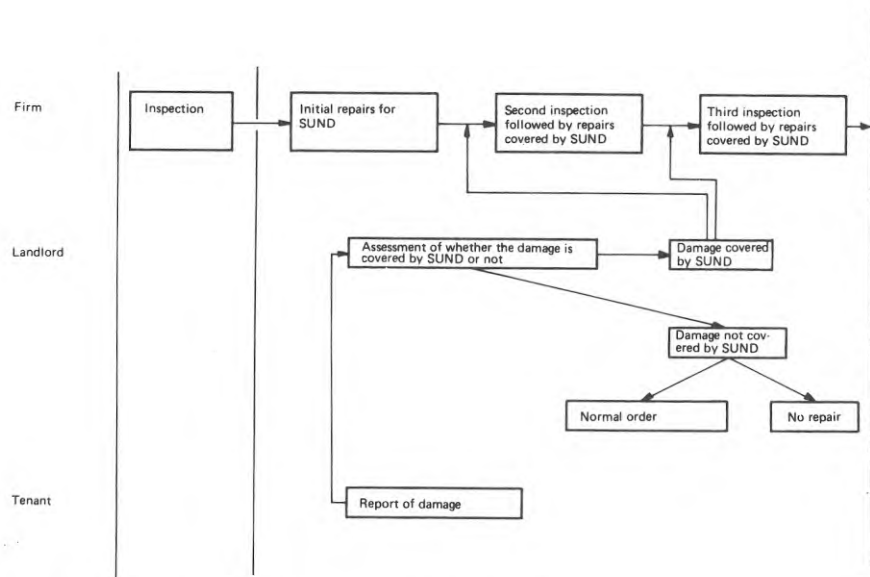 Firm
Inspection
Initial repairs for
SUND
Second inspection
followed by repairs
covered by SUND
Third inspection
followed by repairs
covered by SUND
Landlord
Assessment of whether the damage is
covered by SUND or not
Damage covered
by SUND
Damage not cov-
ered by SUND
Normal order
No repair
Tenant
Report of damage